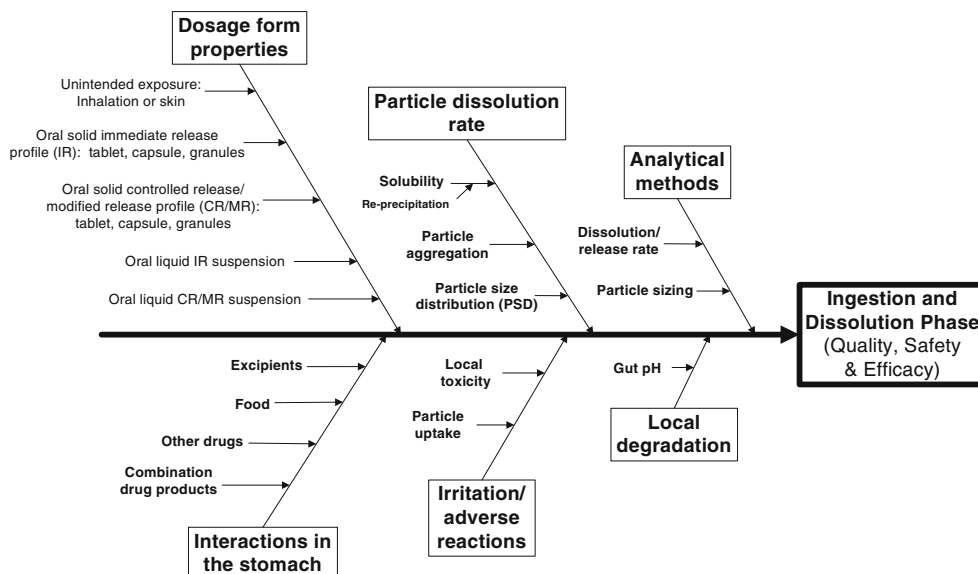 Dosage form
properties
Unintended exposure:
Inhalation or skin
Oral solid immediate release
profile (IR): tablet, capsule, granules
Oral solid controlled release/
modified release profile (CR/MR):
tablet, capsule, granules
Oral liquid IR suspension
Oral liquid CR/MR suspension
Particle dissolution
rate
Solubility
Re-precipitation
Particle
aggregation
Particle size
distribution (PSD)
Analytical
methods
Dissolution/
release rate
Particle sizing
Ingestion and
Dissolution Phase
(Quality, Safety
& Efficacy)
Excipients
Food
Other drugs
Combination
drug products
Interactions in
the stomach
Local
toxicity
Particle
uptake
Irritation/
adverse
reactions
Gut pH
Local
degradation